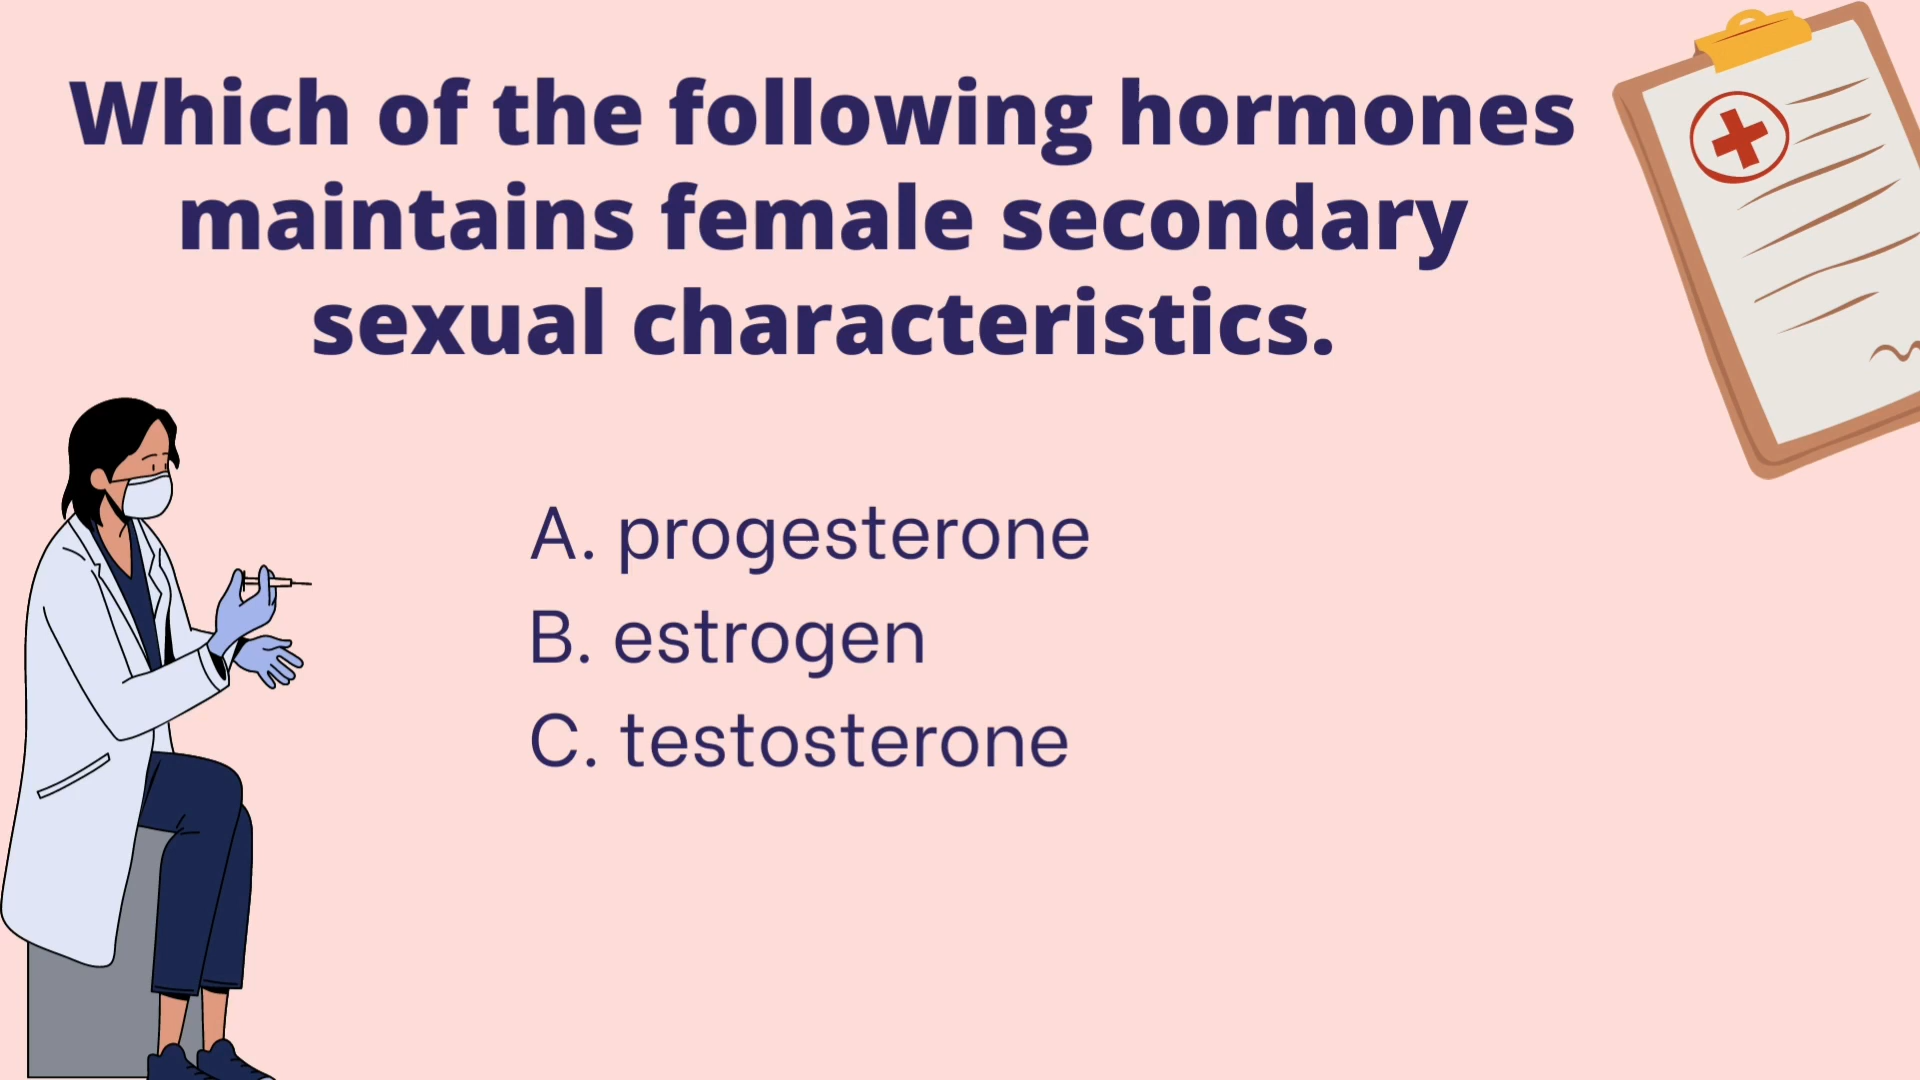 Which of the following hormones
maintains female secondary
sexual characteristics.
A. progesterone
B. estrogen
C. testosterone